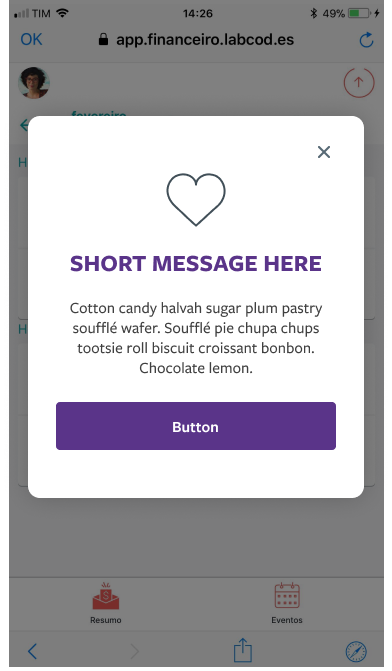 TIM 14:26 49%
OK app.financeiro.labcod.es
fevereiro
H
SHORT MESSAGE HERE
Cotton candy halvah sugar plum pastry
soufflé wafer. Soufflé pie chupa chups
tootsie roll biscuit croissant bonbon.
Chocolate lemon.
H
Button
Resumo Eventos